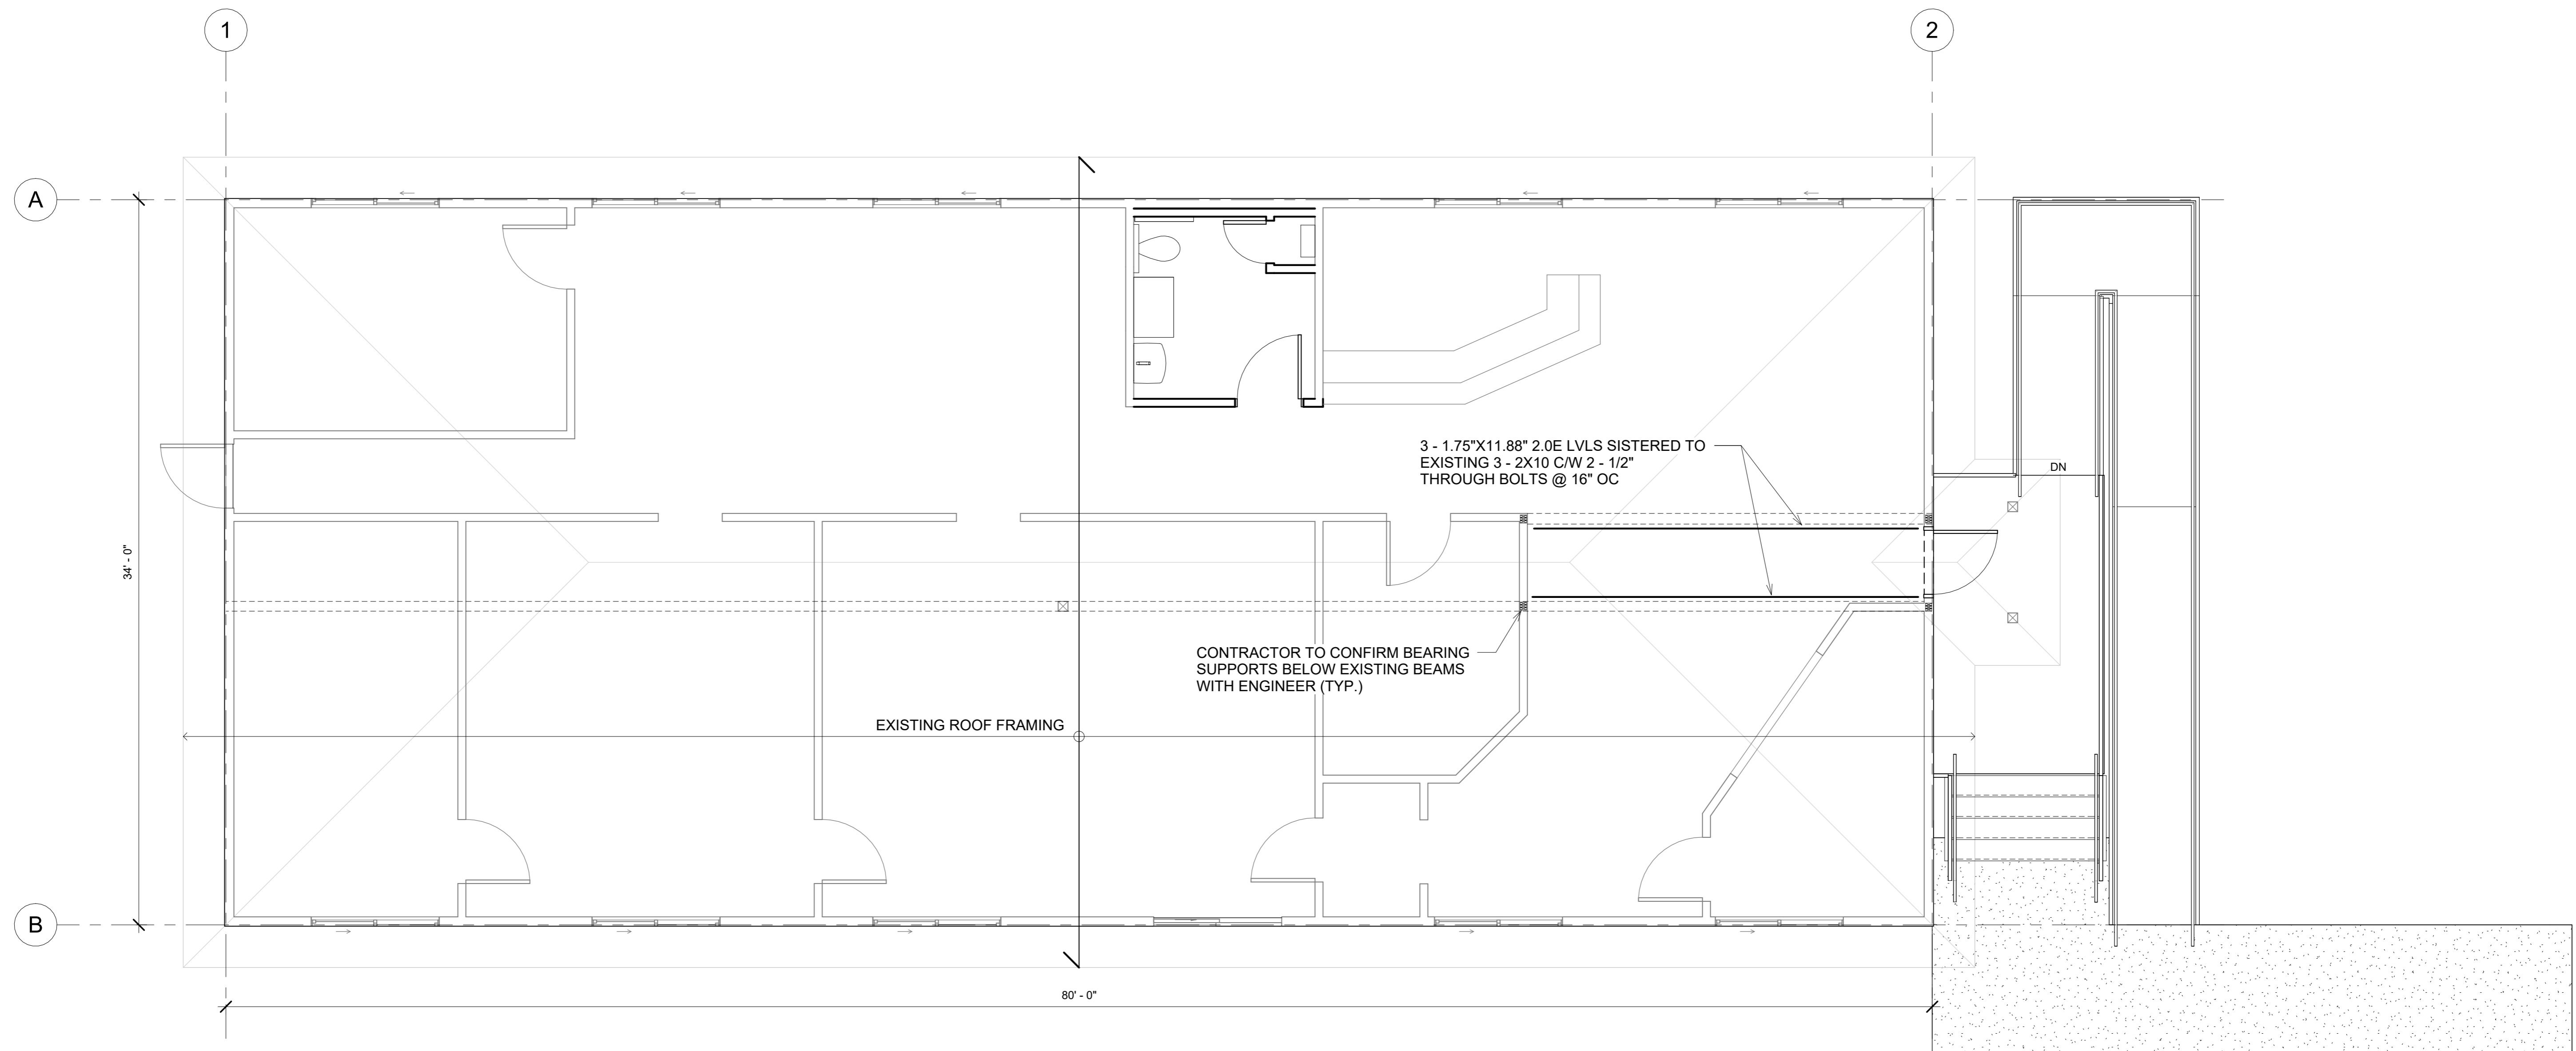 1
2
A
3 - 1.75"X11.88" 2.0E LVLS SISTERED TO
EXISTING 3 - 2X10 C/W 2 - 1/2"
THROUGH BOLTS @ 16" OC
DN
34' - 0"
CONTRACTOR TO CONFIRM BEARING
SUPPORTS BELOW EXISTING BEAMS
WITH ENGINEER (TYP.)
EXISTING ROOF FRAMING
B
80' - 0"